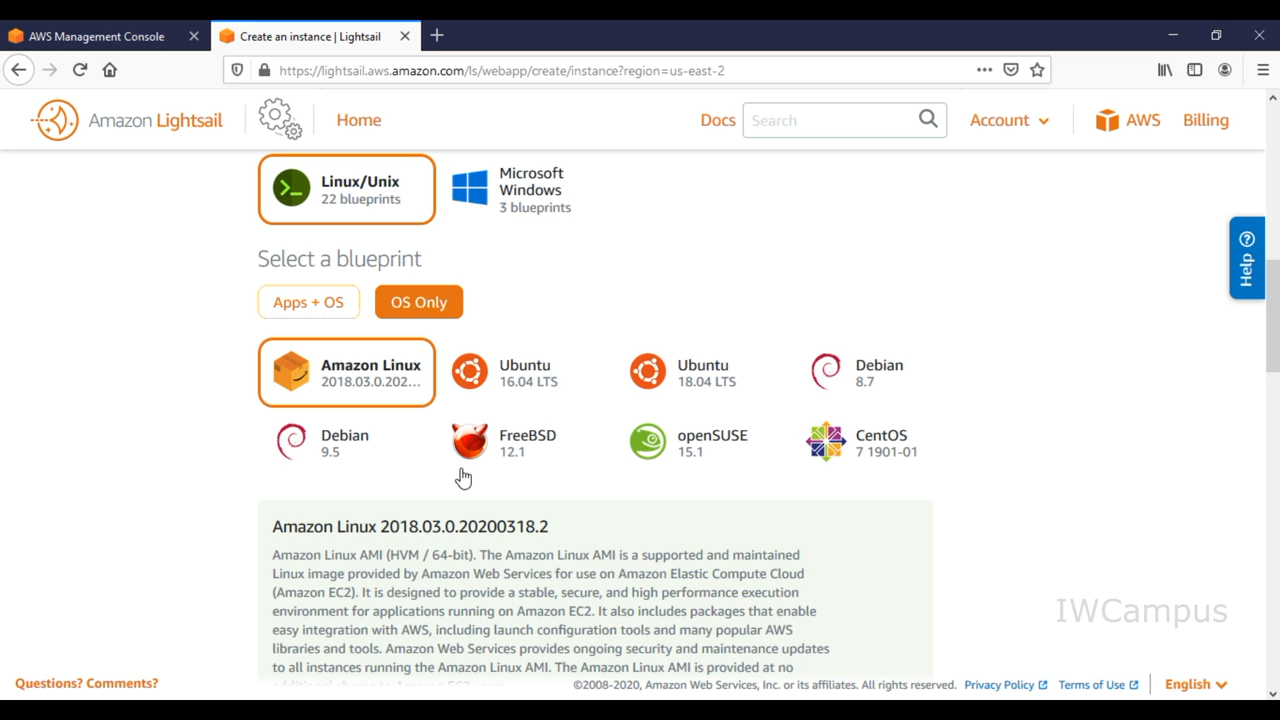 AWS Management Console
Create an instance | Lightsail
https://lightsail.aws.amazon.com/ls/webapp/create/instance?region=us-east-2
Amazon Lightsail
Home
Docs
Search
Account
AWS
Billing
Linux/Unix
22 blueprints
Microsoft
Windows
3 blueprints
Help
Select a blueprint
Apps + OS
OS Only
Amazon Linux
2018.03.0.202...
Ubuntu
16.04 LTS
Ubuntu
18.04 LTS
Debian
8.7
Debian
9.5
FreeBSD
12.1
openSUSE
15.1
CentOS
7 1901-01
Amazon Linux 2018.03.0.20200318.2
Amazon Linux AMI (HVM / 64-bit). The Amazon Linux AMI is a supported and maintained
Linux image provided by Amazon Web Services for use on Amazon Elastic Compute Cloud
(Amazon EC2). It is designed to provide a stable, secure, and high performance execution
environment for applications running on Amazon EC2. It also includes packages that enable
easy integration with AWS, including launch configuration tools and many popular AWS
libraries and tools. Amazon Web Services provides ongoing security and maintenance updates
to all instances running the Amazon Linux AMI. The Amazon Linux AMI is provided at no
IWCampus
Questions? Comments?
©2008-2020, Amazon Web Services, Inc. or its affiliates. All rights reserved.
Privacy Policy
Terms of Use
English